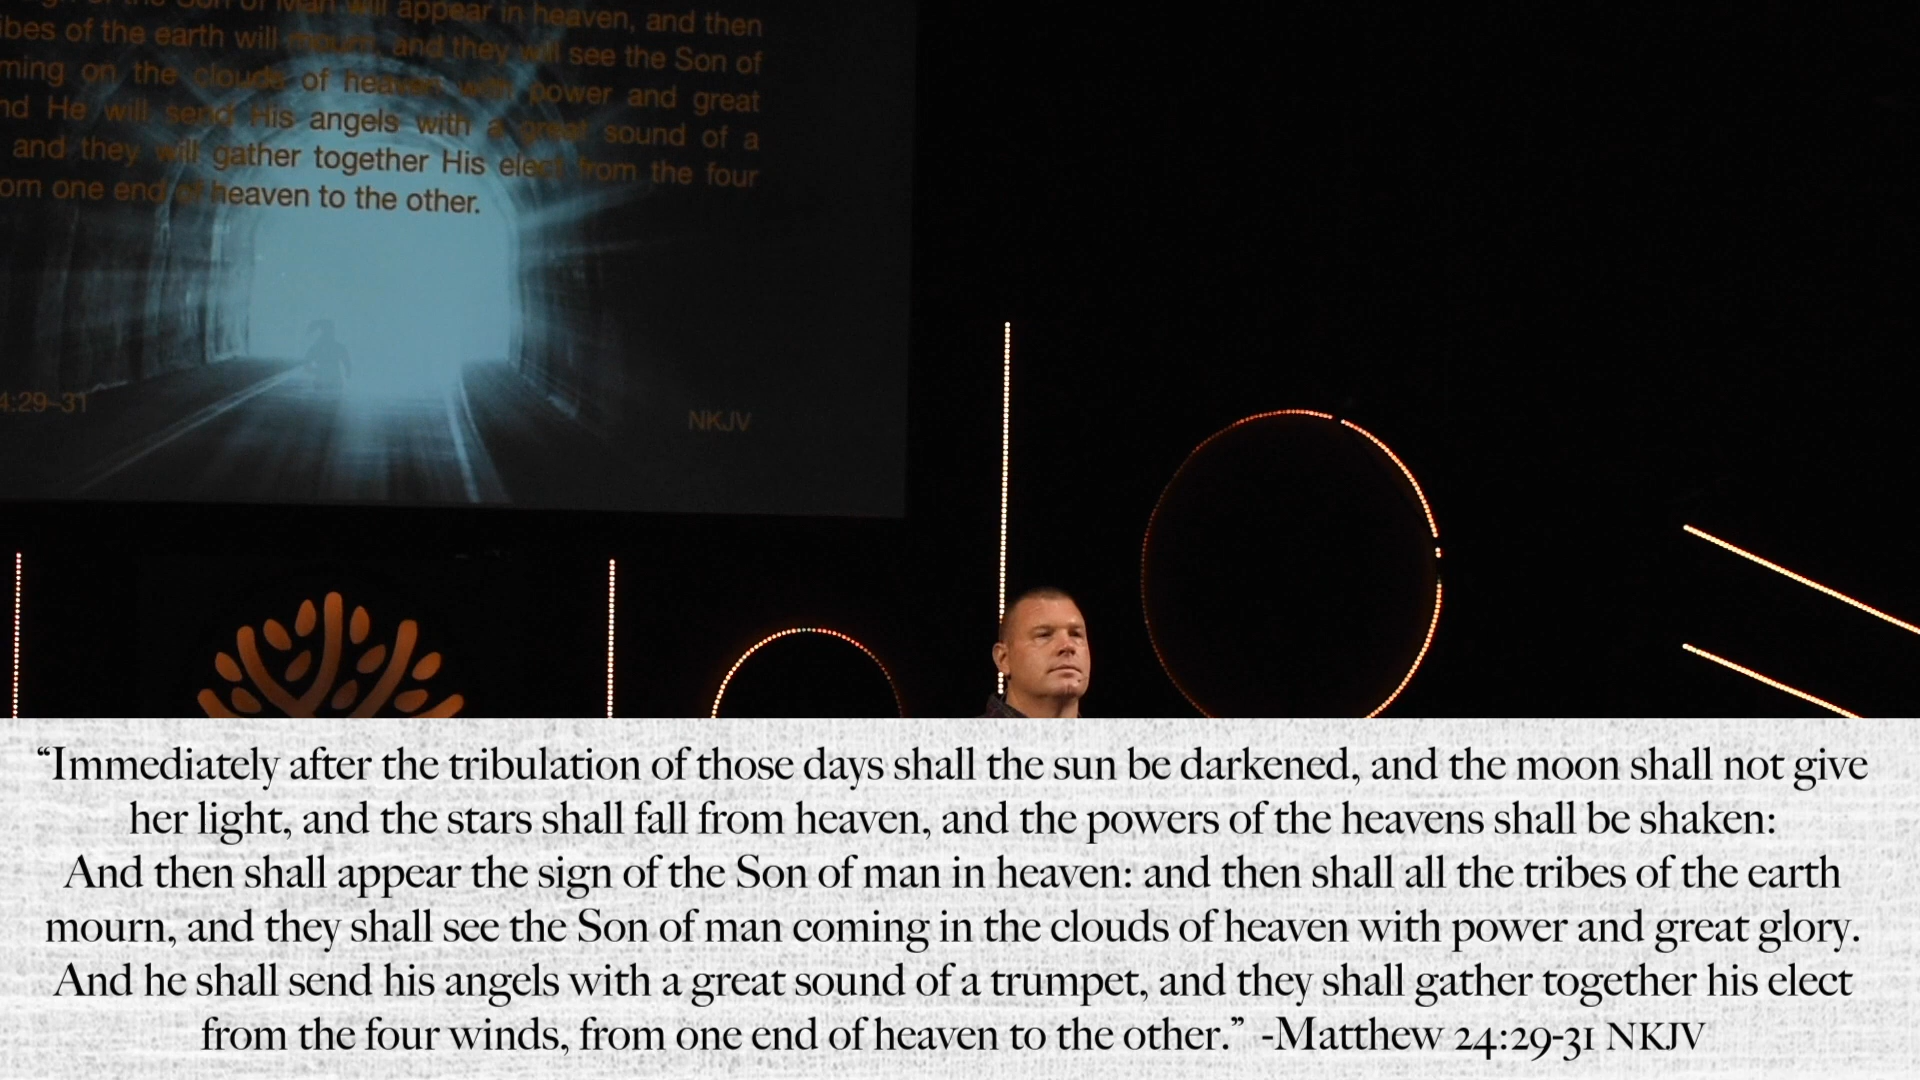 of the Son of Man will appear in heaven, and then
ibes of the earth will mourn, and they will see the Son of
ming on the clouds of heaven with power and great
nd He will send His angels with a great sound of a
and they will gather together His elect from the four
om one end of heaven to the other.
4:29–31
NKJV
“Immediately after the tribulation of those days shall the sun be darkened, and the moon shall not give
her light, and the stars shall fall from heaven, and the powers of the heavens shall be shaken:
And then shall appear the sign of the Son of man in heaven: and then shall all the tribes of the earth
mourn, and they shall see the Son of man coming in the clouds of heaven with power and great glory.
And he shall send his angels with a great sound of a trumpet, and they shall gather together his elect
from the four winds, from one end of heaven to the other.” -Matthew 24:29-31 NKJV